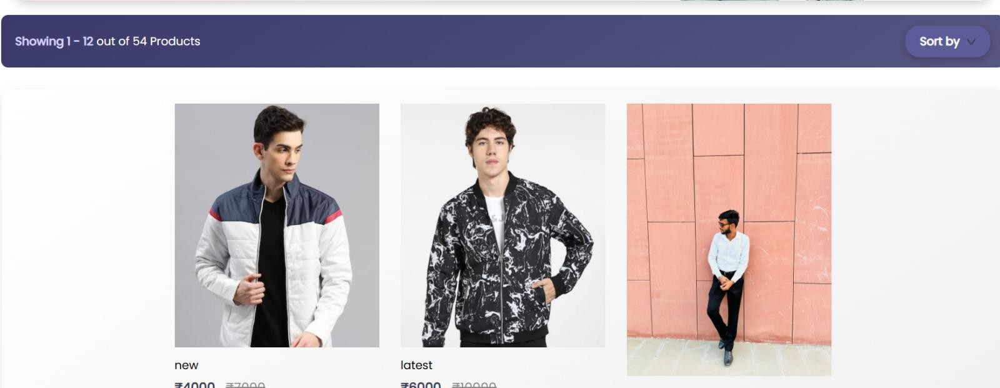 Showing 1 - 12 out of 54 Products
Sort by
new
latest
₹4000 ₹7000
₹6000 ₹10000